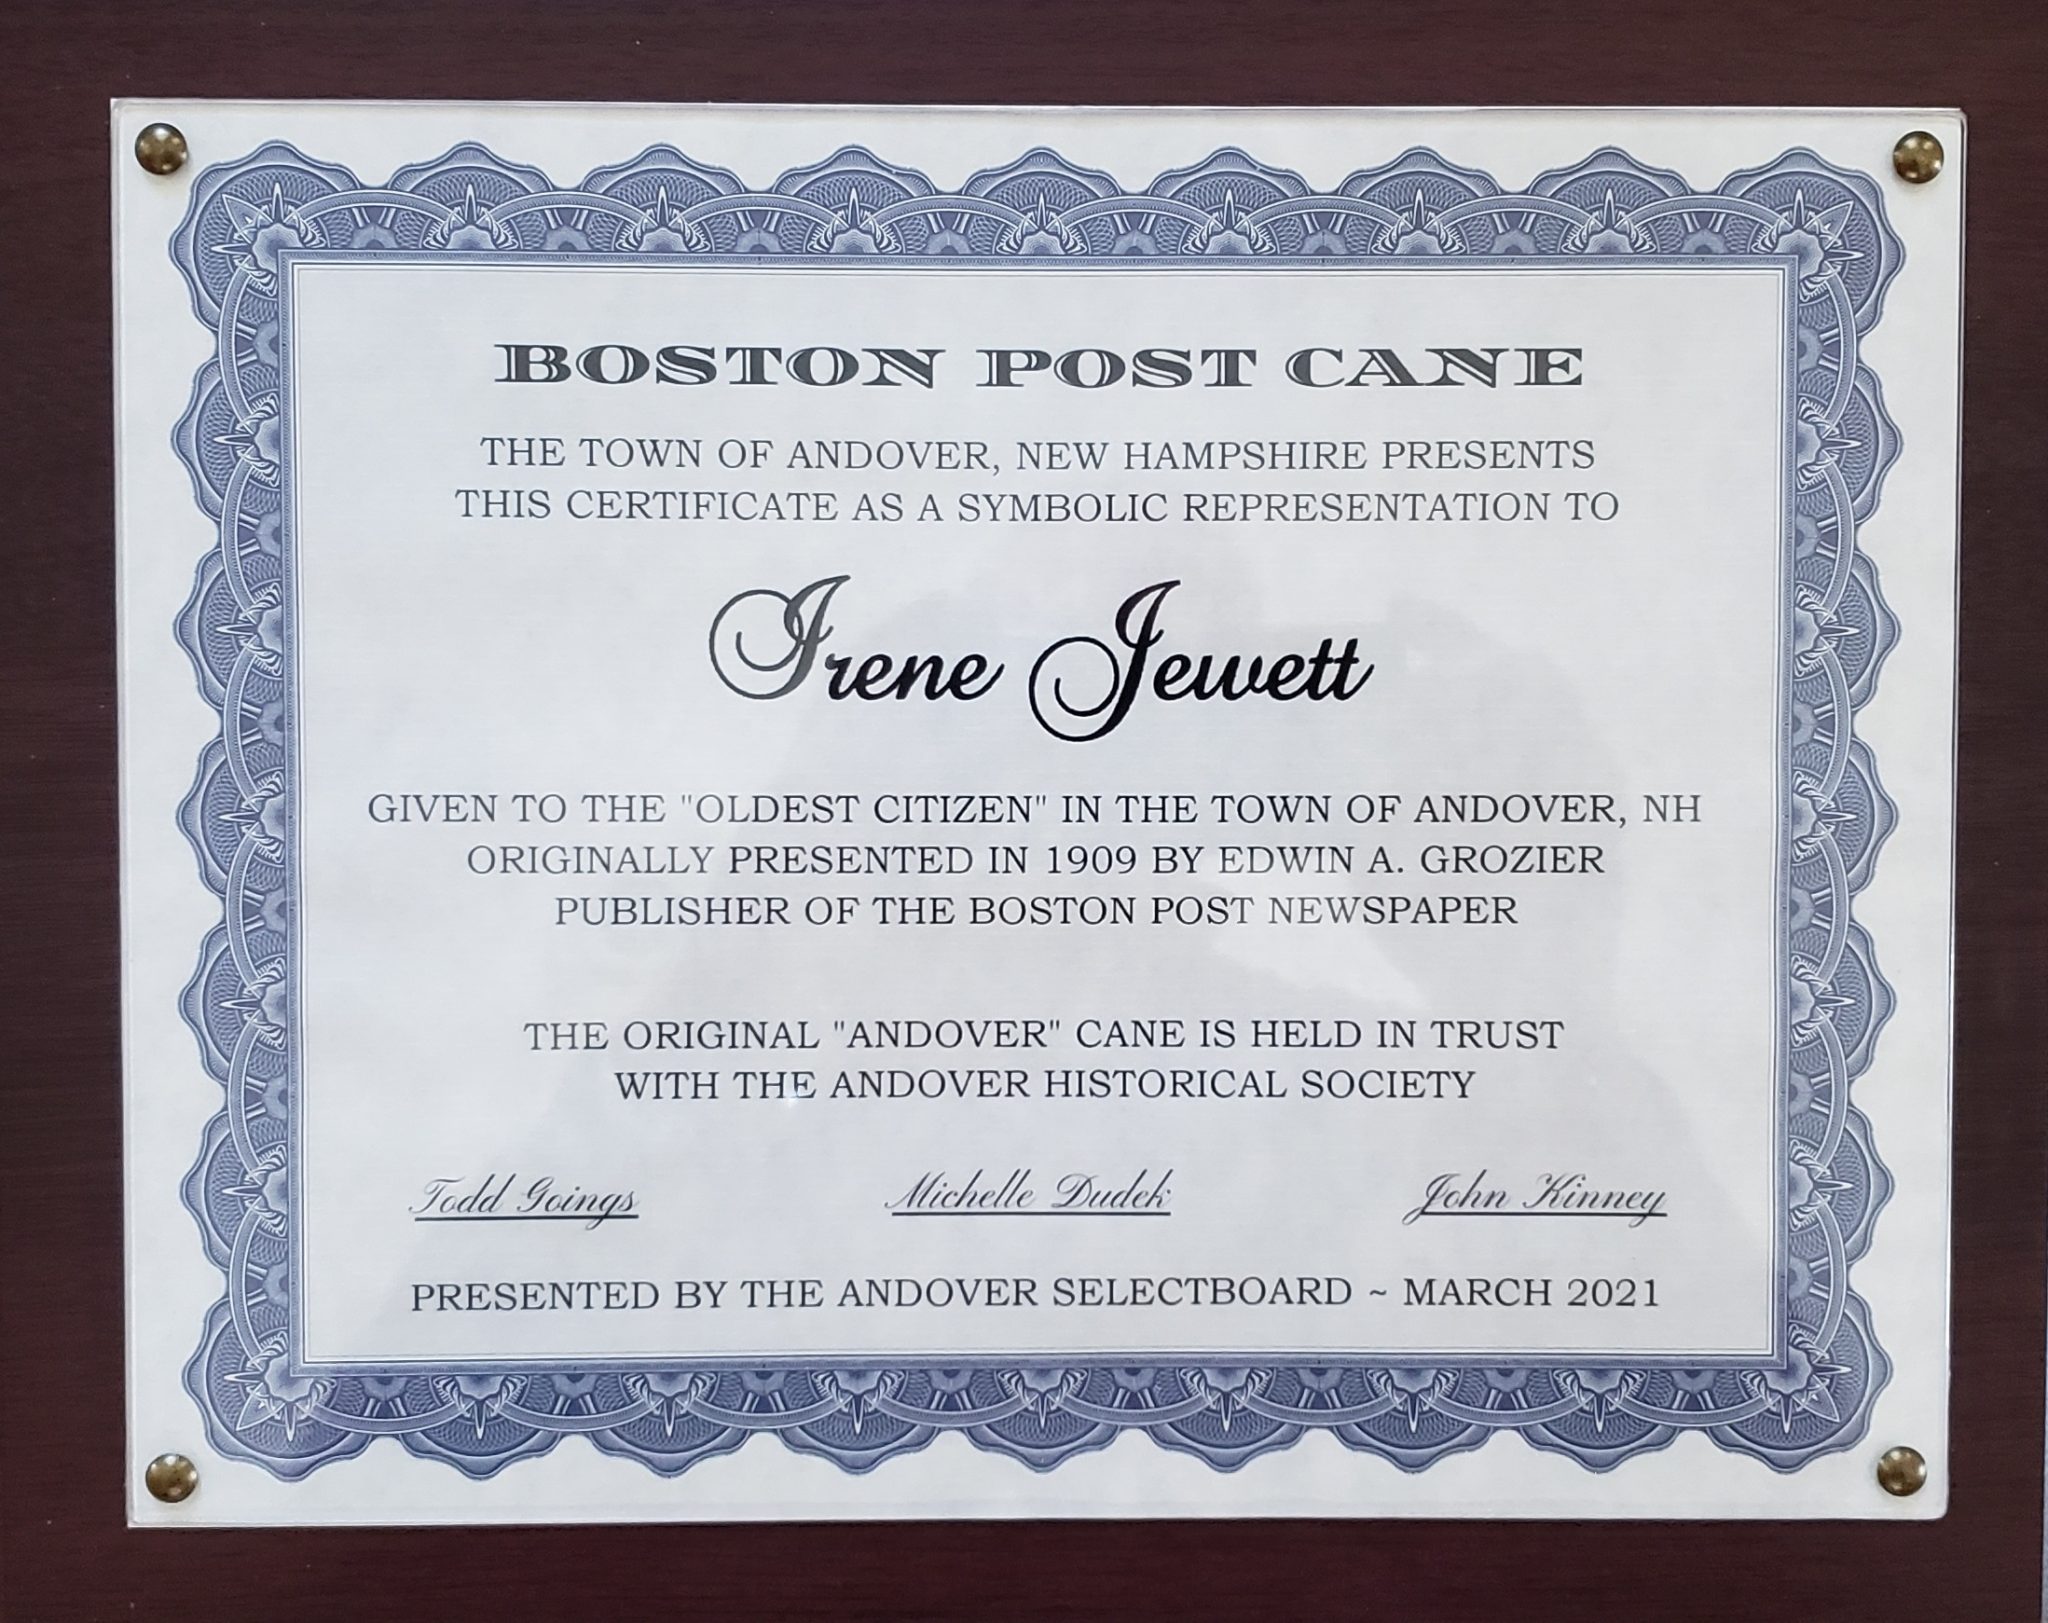 BOSTON POST CANE
THE TOWN OF ANDOVER, NEW HAMPSHIRE PRESENTS
THIS CERTIFICATE AS A SYMBOLIC REPRESENTATION TO
Irene Jewett
GIVEN TO THE "OLDEST CITIZEN" IN THE TOWN OF ANDOVER, NH
ORIGINALLY PRESENTED IN 1909 BY EDWIN A. GROZIER
PUBLISHER OF THE BOSTON POST NEWSPAPER
THE ORIGINAL "ANDOVER" CANE IS HELD IN TRUST
WITH THE ANDOVER HISTORICAL SOCIETY
Todd Goings Michelle Dudek John Kinney
PRESENTED BY THE ANDOVER SELECTBOARD ~ MARCH 2021